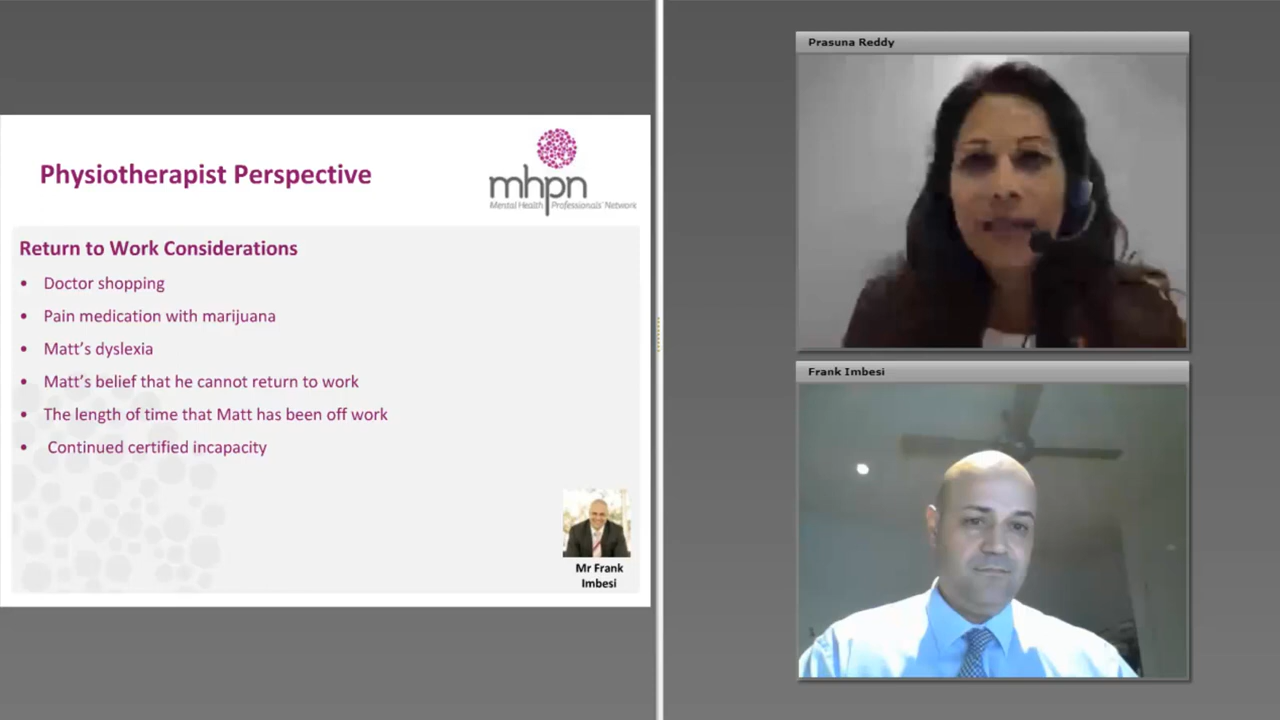 Physiotherapist Perspective
mhpn
Mental Health Professionals' Network
Return to Work Considerations
• Doctor shopping
• Pain medication with marijuana
• Matt's dyslexia
• Matt's belief that he cannot return to work
• The length of time that Matt has been off work
• Continued certified incapacity
Mr Frank
Imbesi
Prasuna Reddy
Frank Imbesi